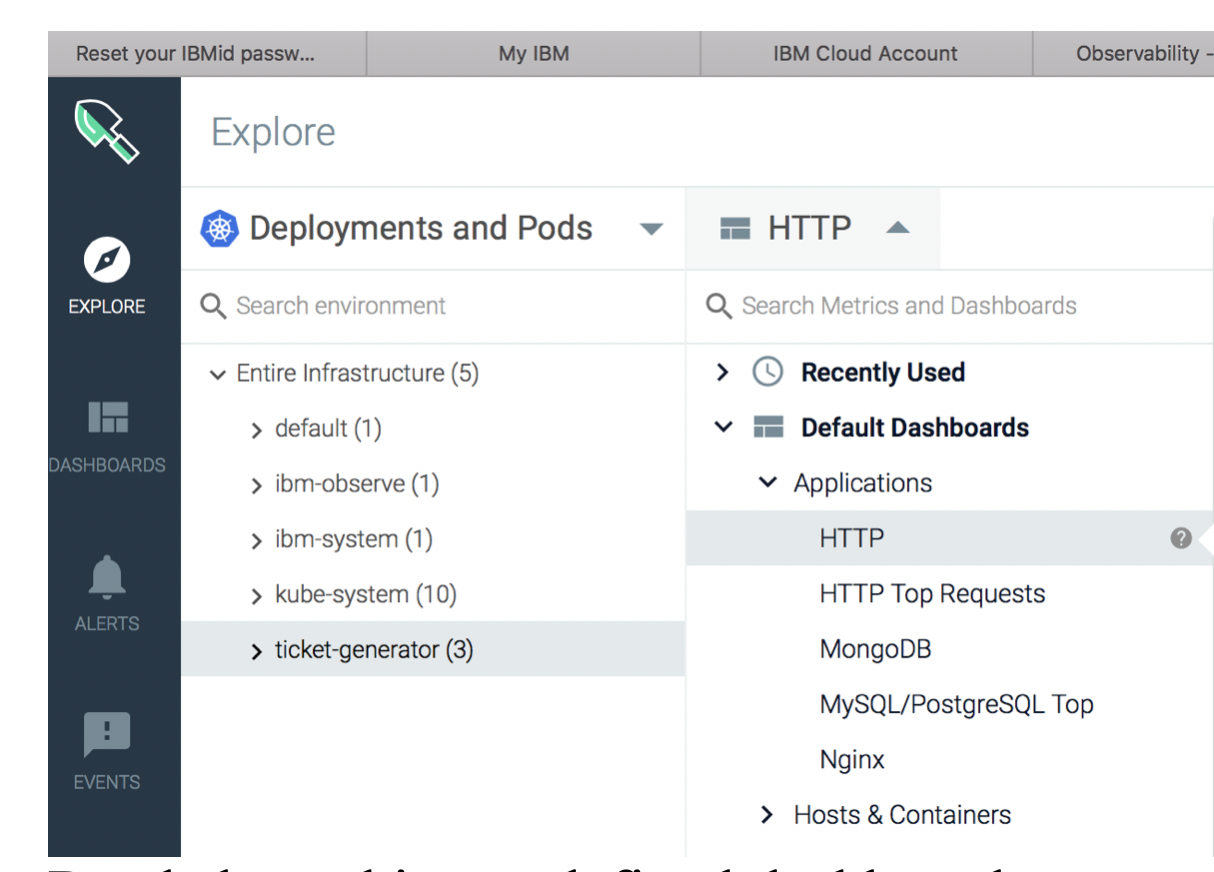 Reset your IBMid passw...
My IBM
IBM Cloud Account
Observability -
Explore
Deployments and Pods
HTTP
EXPLORE
Search environment
Search Metrics and Dashboards
Entire Infrastructure (5)
Recently Used
default (1)
Default Dashboards
DASHBOARDS
ibm-observe (1)
Applications
ibm-system (1)
HTTP
kube-system (10)
HTTP Top Requests
ALERTS
ticket-generator (3)
MongoDB
MySQL/PostgreSQL Top
Nginx
EVENTS
Hosts & Containers